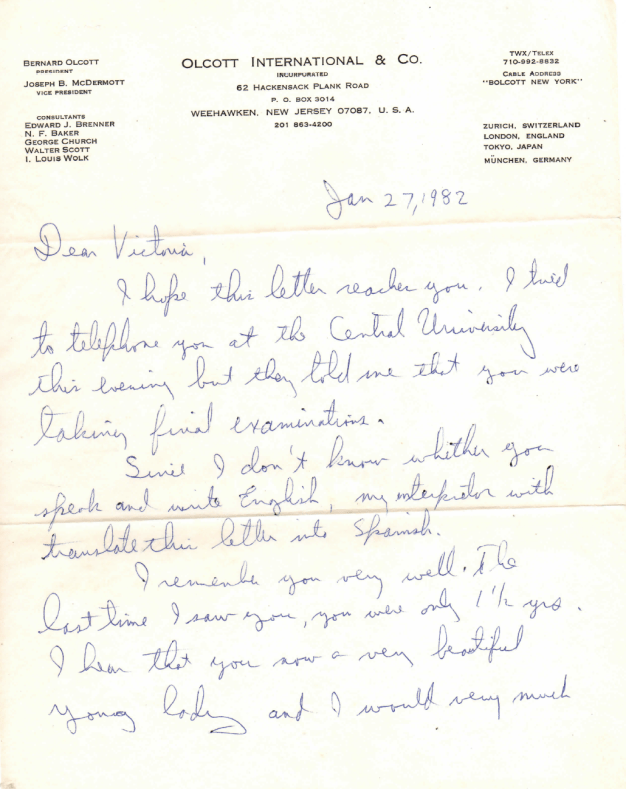 BERNARD OLCOTT
PRESIDENT
JOSEPH B. MCDERMOTT
VICE PRESIDENT
CONSULTANTS
EDWARD J. BRENNER
N. F. BAKER
GEORGE CHURCH
WALTER SCOTT
I. LOUIS WOLK
OLCOTT INTERNATIONAL & CO.
INCORPORATED
62 HACKENSACK PLANK ROAD
P. O. BOX 3014
WEEHAWKEN, NEW JERSEY 07087, U. S. A.
201 863-4200
TWX/TELEX
710-992-9832
CABLE ADDRESS
"BOLCOTT NEW YORK"
ZURICH, SWITZERLAND
LONDON, ENGLAND
TOKYO, JAPAN
MÜNCHEN, GERMANY
Jan 27, 1982
Dear Victoria,
I hope this letter reaches you. I tried
to telephone you at the Central University
this evening but they told me that you were
taking final examinations.
Since I don't know whether you
speak and write English, my interpretor with
translate this letter into Spanish.
I remember you very well. The
last time I saw you, you were only 1 1/2 yrs.
I hear that you now a very beautiful
young lady and I would very much